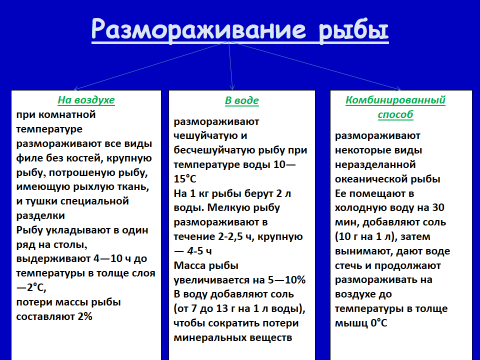 Размораживание рыбы
На воздухе
при комнатной
температуре
размораживают все виды
филе без костей, крупную
рыбу, потрошеную рыбу,
имеющую рыхлую ткань,
и тушки специальной
разделки
Рыбу укладывают в один
ряд на столы,
выдерживают 4—10 ч до
температуры в толще слоя
—2°С,
потери массы рыбы
составляют 2%
В воде
размораживают
чешуйчатую и
бесчешуйчатую рыбу при
температуре воды 10—
15°С
На 1 кг рыбы берут 2 л
воды. Мелкую рыбу
размораживают в
течение 2-2,5 ч, крупную
— 4-5 ч
Масса рыбы
увеличивается на 5—10%
В воду добавляют соль
(от 7 до 13 г на 1 л воды),
чтобы сократить потери
минеральных веществ
Комбинированный
способ
размораживают
некоторые виды
неразделанной
океанической рыбы
Ее помещают в
холодную воду на 30
мин, добавляют соль
(10 г на 1 л), затем
вынимают, дают воде
стечь и продолжают
размораживать на
воздухе до
температуры в толще
мышц 0°С